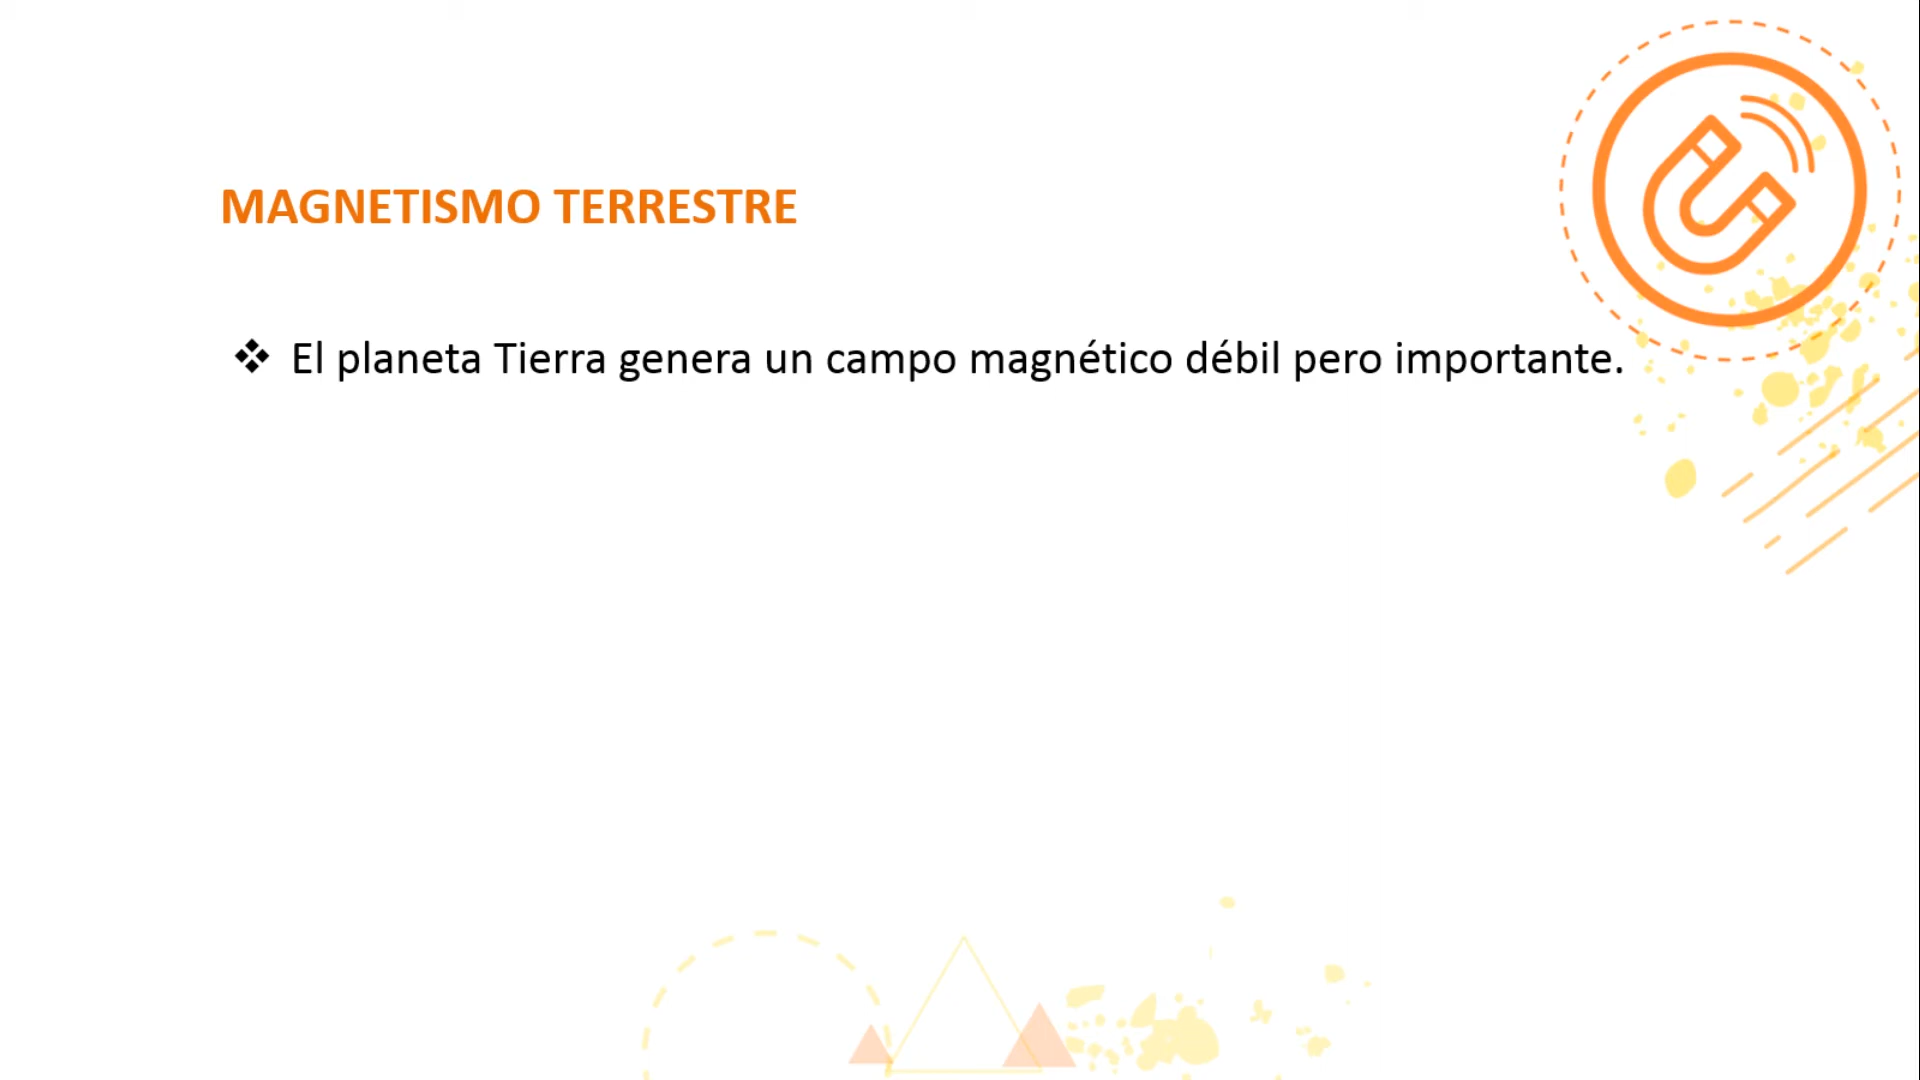 MAGNETISMO TERRESTRE
❖ El planeta Tierra genera un campo magnético débil pero importante.